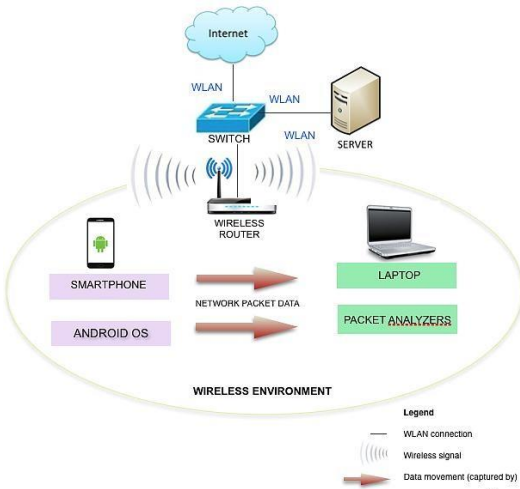 Internet
WLAN
WLAN
WLAN
SWITCH
SERVER
WIRELESS
ROUTER
SMARTPHONE
LAPTOP
NETWORK PACKET DATA
ANDROID OS
PACKET ANALYZERS
WIRELESS ENVIRONMENT
Legend
WLAN connection
Wireless signal
Data movement (captured by)